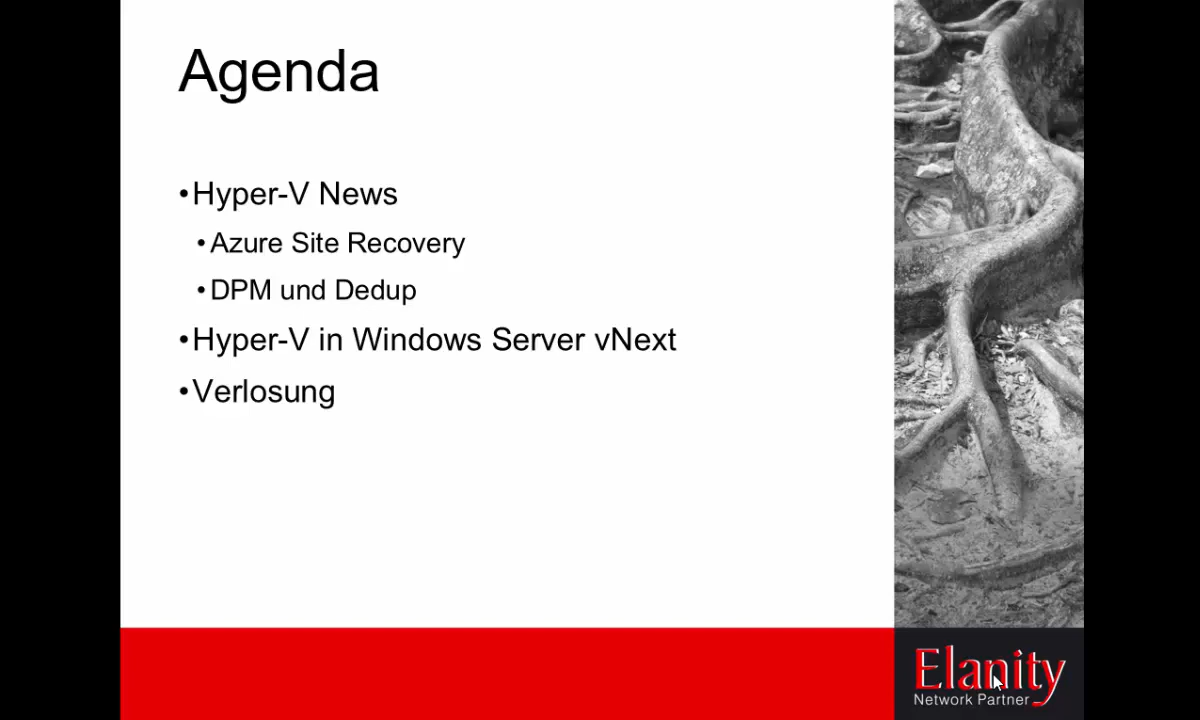 Agenda
•Hyper-V News
•Azure Site Recovery
•DPM und Dedup
•Hyper-V in Windows Server vNext
•Verlosung
Elanity
Network Partner